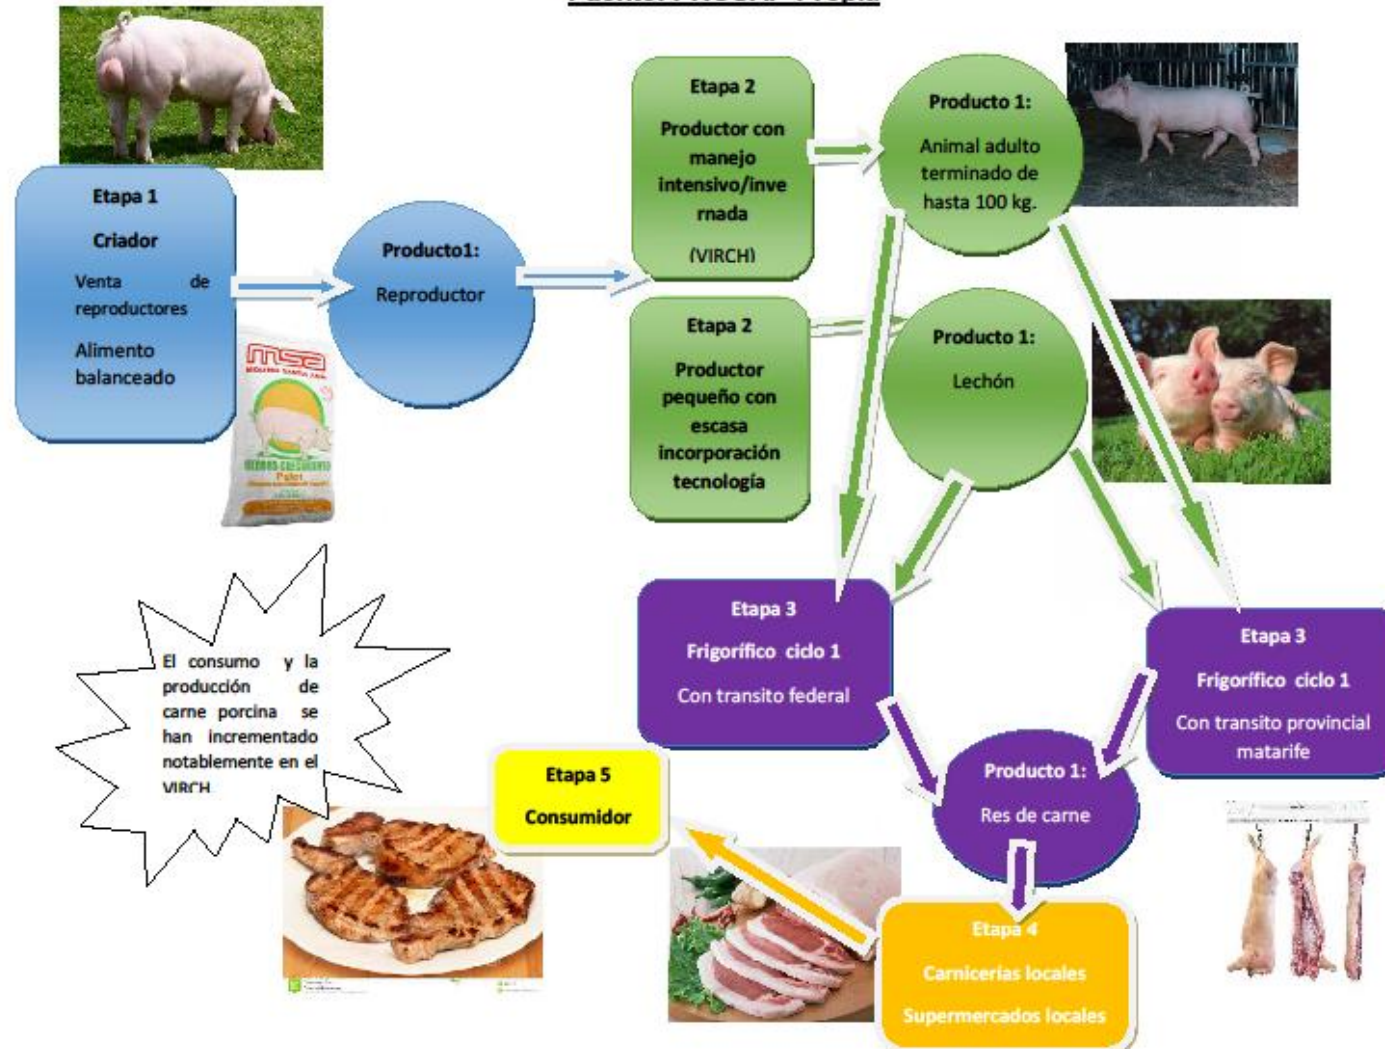 Etapa 1
Criador
Venta de
reproductores
Alimento
balanceado
msa
Producto1:
Reproductor
Etapa 2
Productor con
manejo
intensivo/inve
rnada
(VIRCH)
Producto 1:
Animal adulto
terminado de
hasta 100 kg.
Etapa 2
Productor
pequeño con
escasa
incorporación
tecnología
Producto 1:
Lechón
Etapa 3
Frigorífico ciclo 1
Con transito federal
Etapa 3
Frigorífico ciclo 1
Con transito provincial
matarife
Producto 1:
Res de carne
Etapa 4
Carnicerías locales
Supermercados locales
Etapa 5
Consumidor
El consumo y la
producción de
carne porcina se
han incrementado
notablemente en el
VIRCH